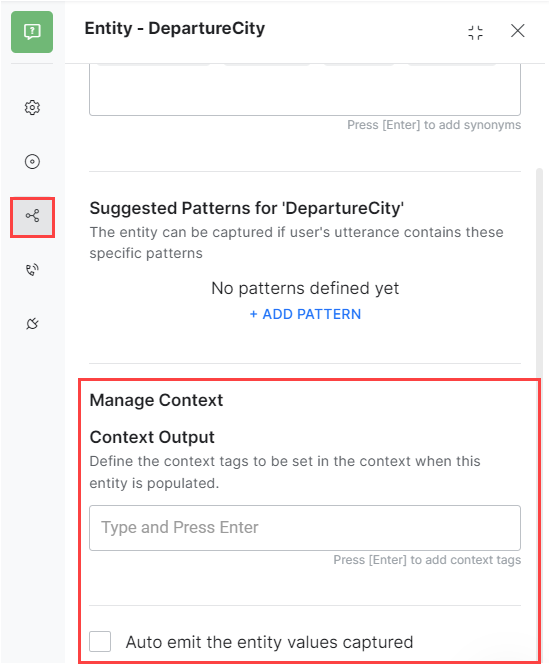 Entity - DepartureCity
Press [Enter] to add synonyms
Suggested Patterns for 'DepartureCity'
The entity can be captured if user's utterance contains these
specific patterns
No patterns defined yet
+ ADD PATTERN
Manage Context
Context Output
Define the context tags to be set in the context when this
entity is populated.
Type and Press Enter
Press [Enter] to add context tags
Auto emit the entity values captured